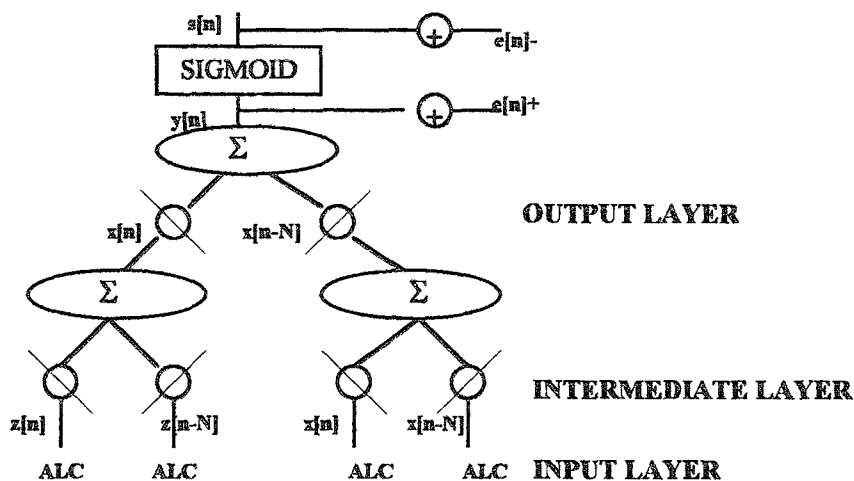 s[n]
+
e[n]-
SIGMOID
y[n]
+
e[n]+
Σ
x[n]
x[n-N]
OUTPUT LAYER
Σ
Σ
z[n]
z[n-N]
x[n]
x[n-N]
INTERMEDIATE LAYER
ALC
ALC
ALC
ALC
INPUT LAYER